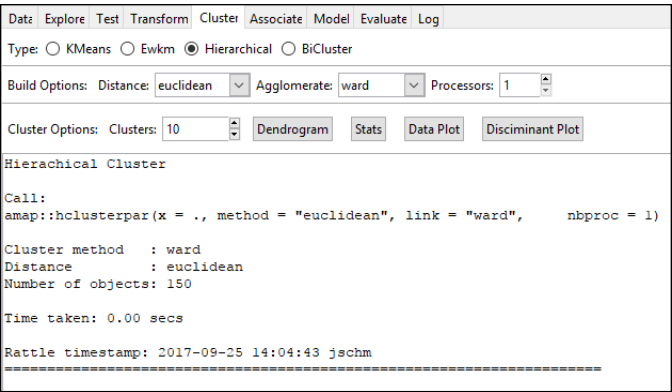 Data Explore Test Transform Cluster Associate Model Evaluate Log
Type: KMeans Ewkm Hierarchical BiCluster
Build Options: Distance: euclidean Agglomerate: ward Processors: 1
Cluster Options: Clusters: 10 Dendrogram Stats Data Plot Disciminant Plot
Hierachical Cluster
Call:
amap::hclusterpar(x = ., method = "euclidean", link = "ward",     nbproc = 1)
Cluster method   : ward
Distance         : euclidean
Number of objects: 150
Time taken: 0.00 secs
Rattle timestamp: 2017-09-25 14:04:43 jschm
======================================================================